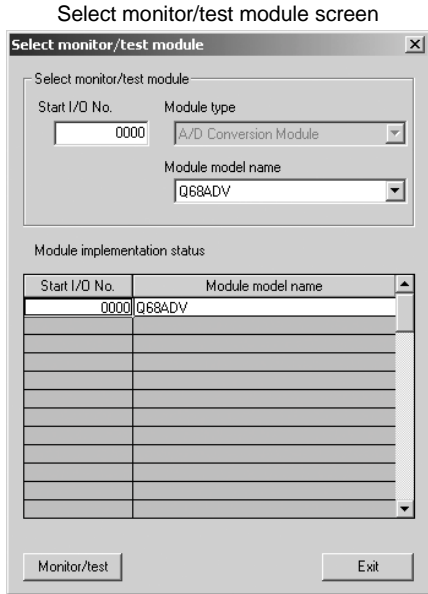 Select monitor/test module screen
Select monitor/test module
Select monitor/test module
Start I/O No. Module type
0000 A/D Conversion Module
Module model name
Q68ADV
Module implementation status
Start I/O No. Module model name
0000 Q68ADV
Monitor/test Exit